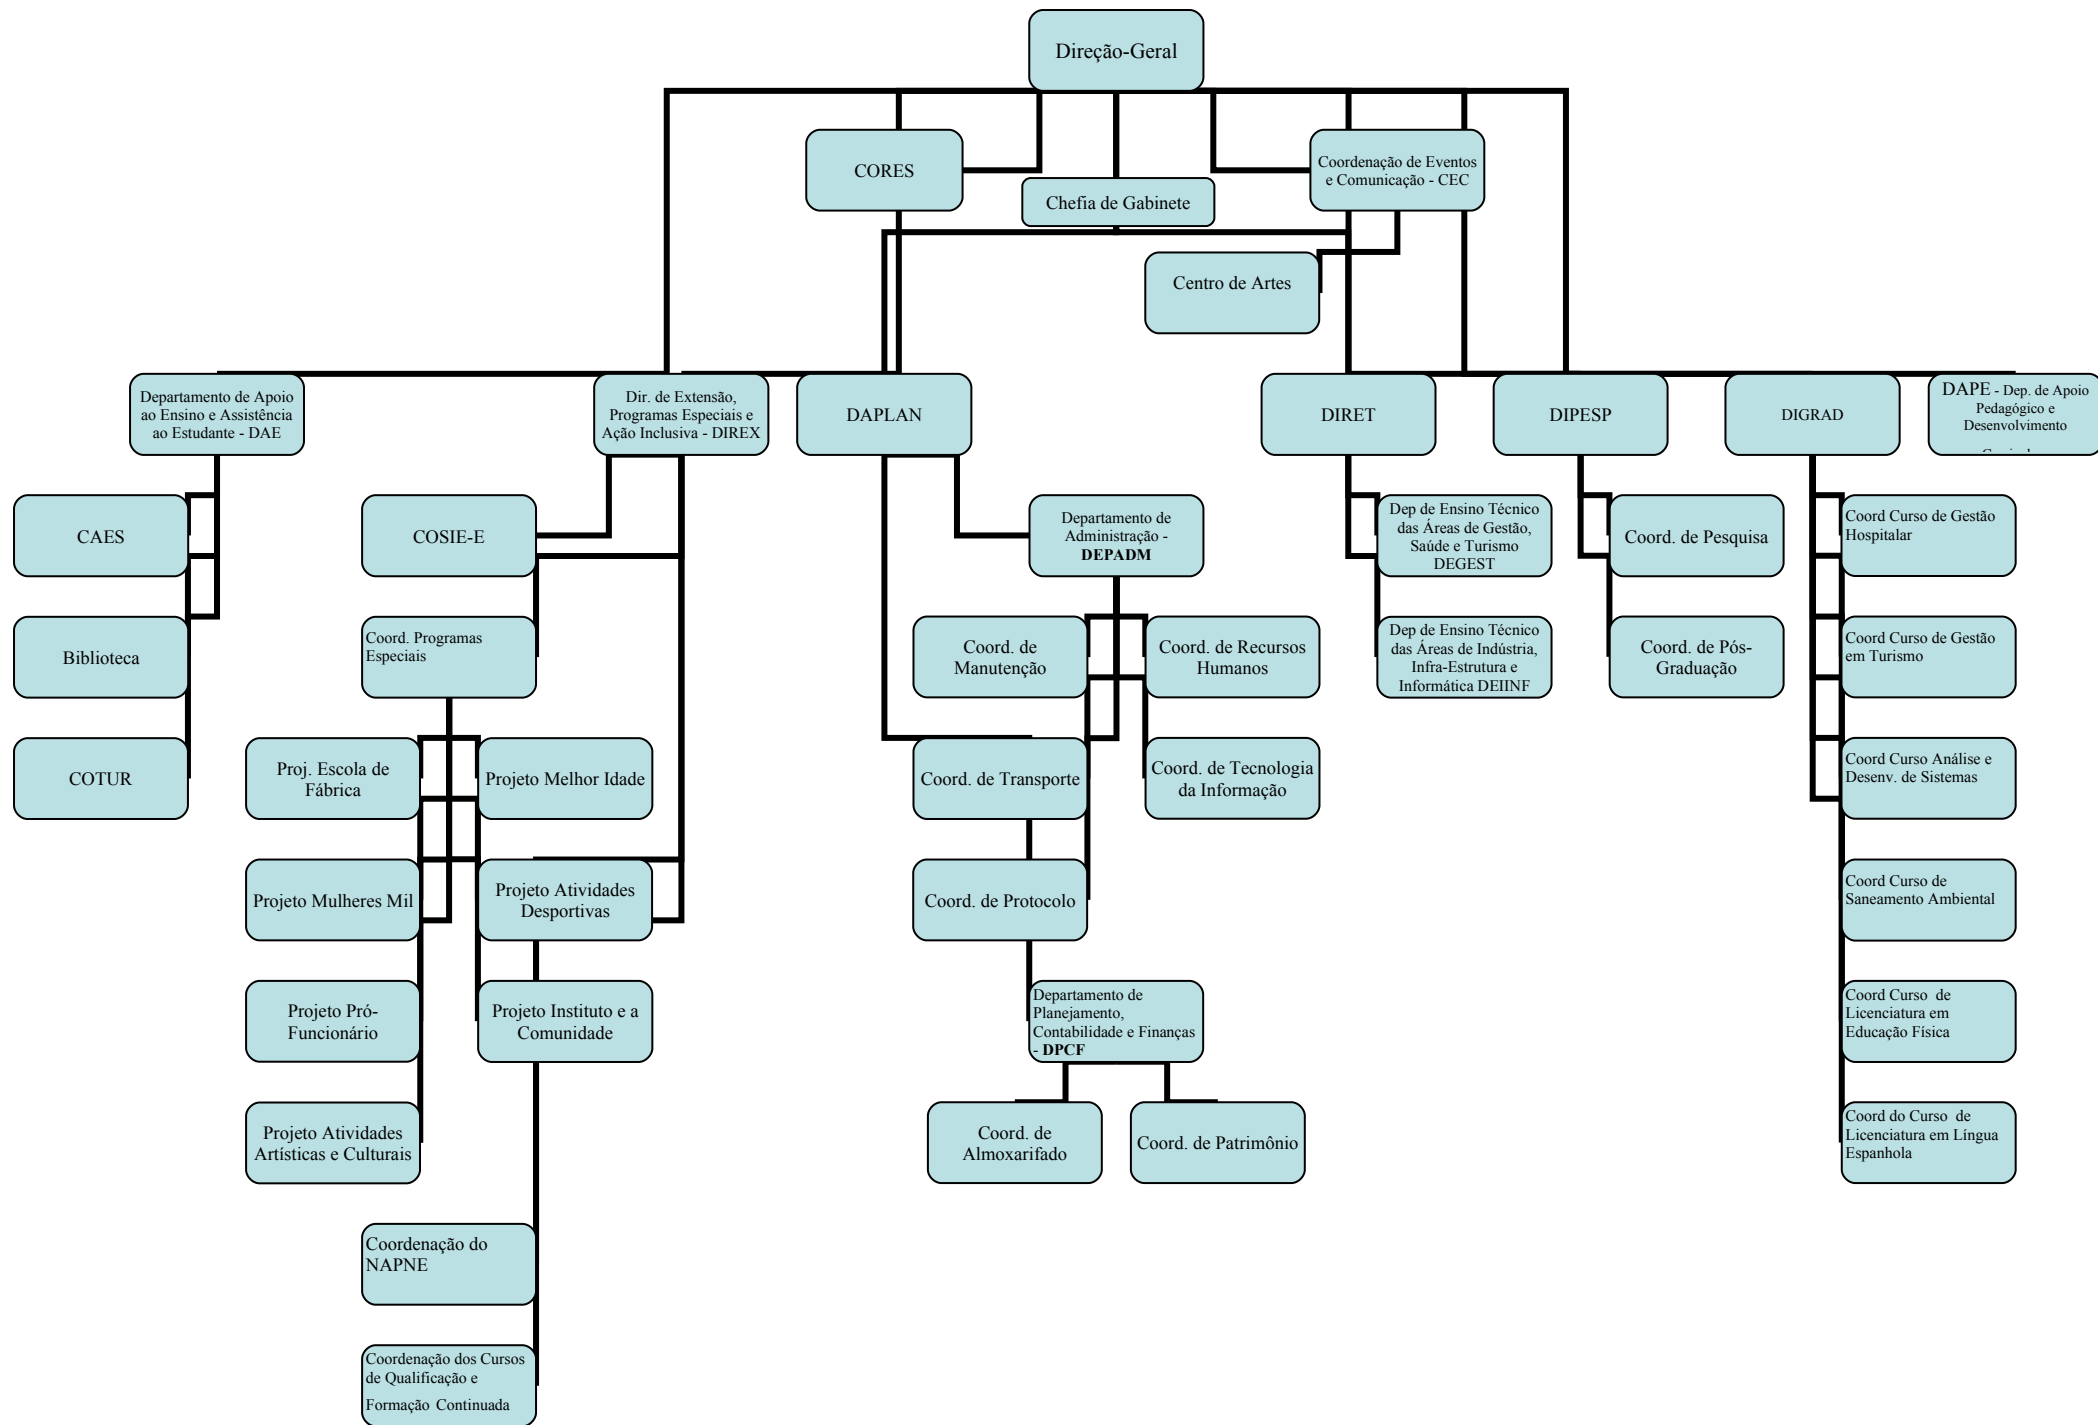 Direção-Geral
CORES
Chefia de Gabinete
Coordenação de Eventos
e Comunicação - CEC
Centro de Artes
Departamento de Apoio
ao Ensino e Assistência
ao Estudante - DAE
Dir. de Extensão,
Programas Especiais e
Ação Inclusiva - DIREX
DAPLAN
DIRET
DIPESP
DIGRAD
DAPE - Dep. de Apoio
Pedagógico e
Desenvolvimento
CAES
Biblioteca
COTUR
COSIE-E
Coord. Programas
Especiais
Proj. Escola de
Fábrica
Projeto Melhor Idade
Projeto Mulheres Mil
Projeto Atividades
Desportivas
Projeto Pró-
Funcionário
Projeto Instituto e a
Comunidade
Projeto Atividades
Artísticas e Culturais
Coordenação do
NAPNE
Coordenação dos Cursos
de Qualificação e
Formação Continuada
Departamento de
Administração -
DEPADM
Coord. de
Manutenção
Coord. de Recursos
Humanos
Coord. de Transporte
Coord. de Tecnologia
da Informação
Coord. de Protocolo
Departamento de
Planejamento,
Contabilidade e Finanças
- DPCF
Coord. de
Almoxarifado
Coord. de Patrimônio
Dep de Ensino Técnico
das Áreas de Gestão,
Saúde e Turismo
DEGEST
Dep de Ensino Técnico
das Áreas de Indústria,
Infra-Estrutura e
Informática DEIINF
Coord. de Pesquisa
Coord. de Pós-
Graduação
Coord Curso de Gestão
Hospitalar
Coord Curso de Gestão
em Turismo
Coord Curso Análise e
Desenv. de Sistemas
Coord Curso de
Saneamento Ambiental
Coord Curso de
Licenciatura em
Educação Física
Coord do Curso de
Licenciatura em Língua
Espanhola